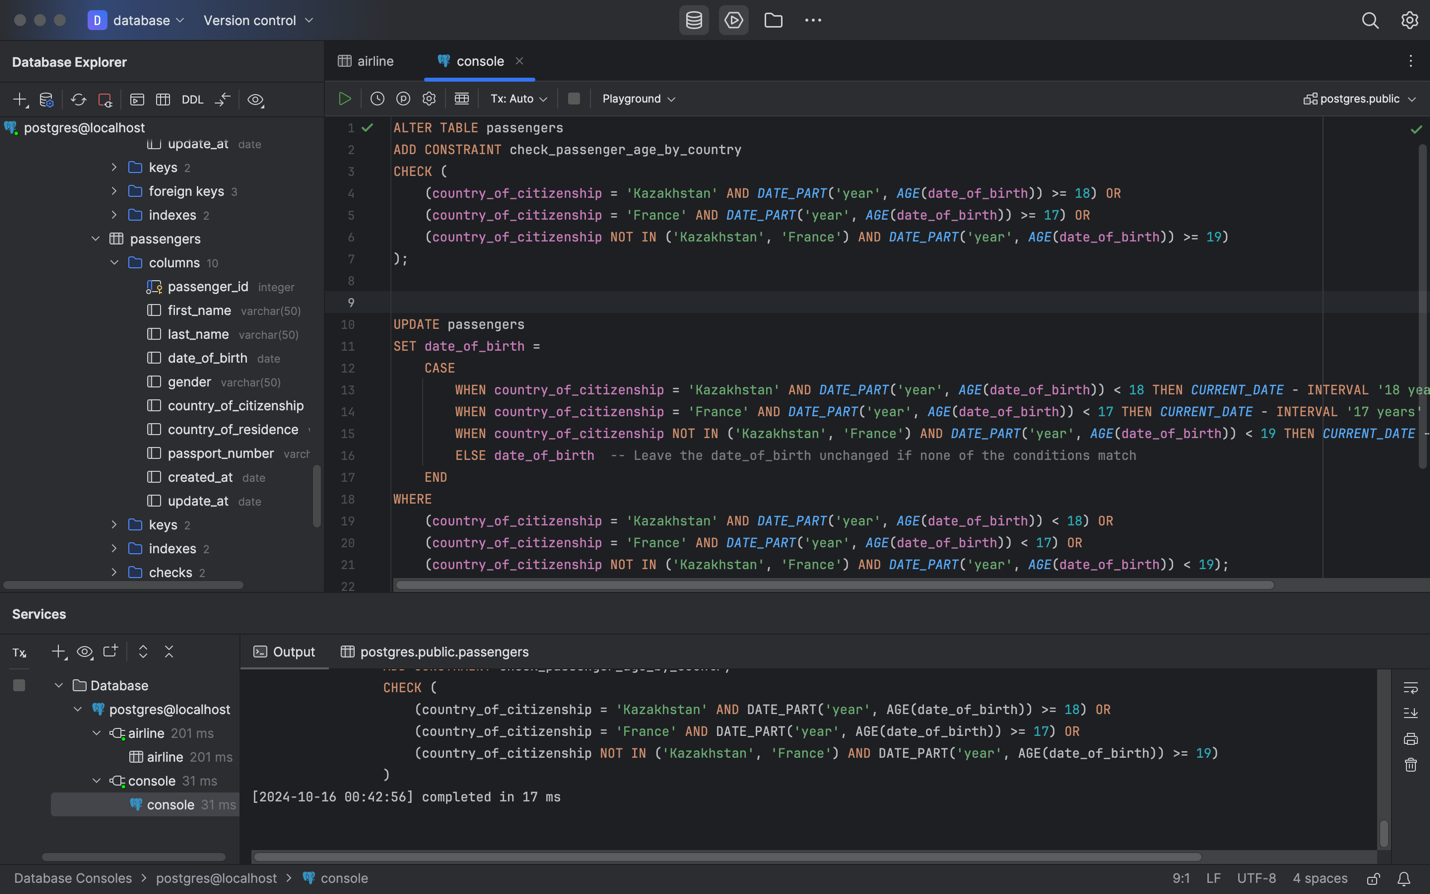 D database Version control
Database Explorer
airline
console
DDL
Tx: Auto
Playground
postgres.public
postgres@localhost
update_at date
keys 2
foreign keys 3
indexes 2
passengers
columns 10
passenger_id integer
first_name varchar(50)
last_name varchar(50)
date_of_birth date
gender varchar(50)
country_of_citizenship
country_of_residence
passport_number varch
created_at date
update_at date
keys 2
indexes 2
checks 2
1 ALTER TABLE passengers
2 ADD CONSTRAINT check_passenger_age_by_country
3 CHECK (
4 (country_of_citizenship = 'Kazakhstan' AND DATE_PART('year', AGE(date_of_birth)) >= 18) OR
5 (country_of_citizenship = 'France' AND DATE_PART('year', AGE(date_of_birth)) >= 17) OR
6 (country_of_citizenship NOT IN ('Kazakhstan', 'France') AND DATE_PART('year', AGE(date_of_birth)) >= 19)
7 );
8
9
10 UPDATE passengers
11 SET date_of_birth =
12 CASE
13 WHEN country_of_citizenship = 'Kazakhstan' AND DATE_PART('year', AGE(date_of_birth)) < 18 THEN CURRENT_DATE - INTERVAL '18 yea
14 WHEN country_of_citizenship = 'France' AND DATE_PART('year', AGE(date_of_birth)) < 17 THEN CURRENT_DATE - INTERVAL '17 years'
15 WHEN country_of_citizenship NOT IN ('Kazakhstan', 'France') AND DATE_PART('year', AGE(date_of_birth)) < 19 THEN CURRENT_DATE -
16 ELSE date_of_birth -- Leave the date_of_birth unchanged if none of the conditions match
17 END
18 WHERE
19 (country_of_citizenship = 'Kazakhstan' AND DATE_PART('year', AGE(date_of_birth)) < 18) OR
20 (country_of_citizenship = 'France' AND DATE_PART('year', AGE(date_of_birth)) < 17) OR
21 (country_of_citizenship NOT IN ('Kazakhstan', 'France') AND DATE_PART('year', AGE(date_of_birth)) < 19);
22
Services
Tx
Output
postgres.public.passengers
Database
postgres@localhost
airline 201 ms
airline 201 ms
console 31 ms
console 31 ms
ADD CONSTRAINT check_passenger_age_by_country
CHECK (
(country_of_citizenship = 'Kazakhstan' AND DATE_PART('year', AGE(date_of_birth)) >= 18) OR
(country_of_citizenship = 'France' AND DATE_PART('year', AGE(date_of_birth)) >= 17) OR
(country_of_citizenship NOT IN ('Kazakhstan', 'France') AND DATE_PART('year', AGE(date_of_birth)) >= 19)
)
[2024-10-16 00:42:56] completed in 17 ms
Database Consoles > postgres@localhost > console
9:1 LF UTF-8 4 spaces